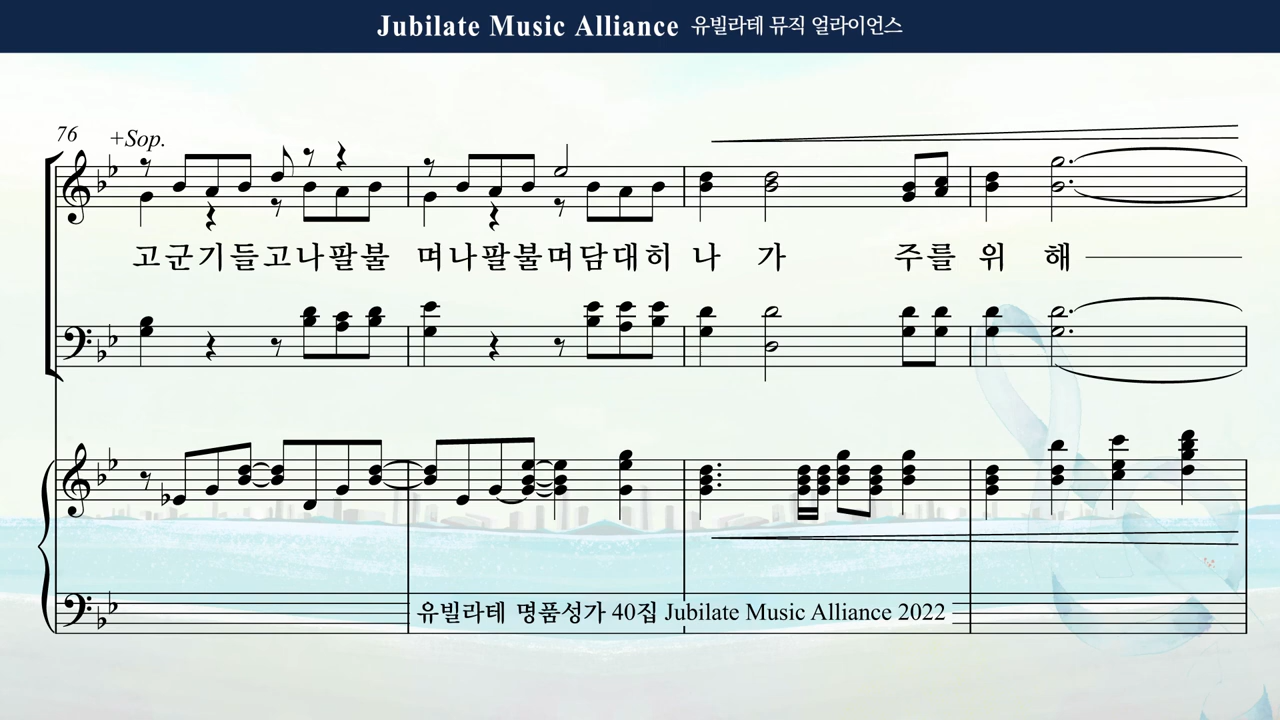 Jubilate Music Alliance 유빌라테 뮤직 얼라이언스
76 +Sop.
고군기들고나팔불 며나팔불며담대히 나 가 주를 위 해
유빌라테 명품성가 40집 Jubilate Music Alliance 2022